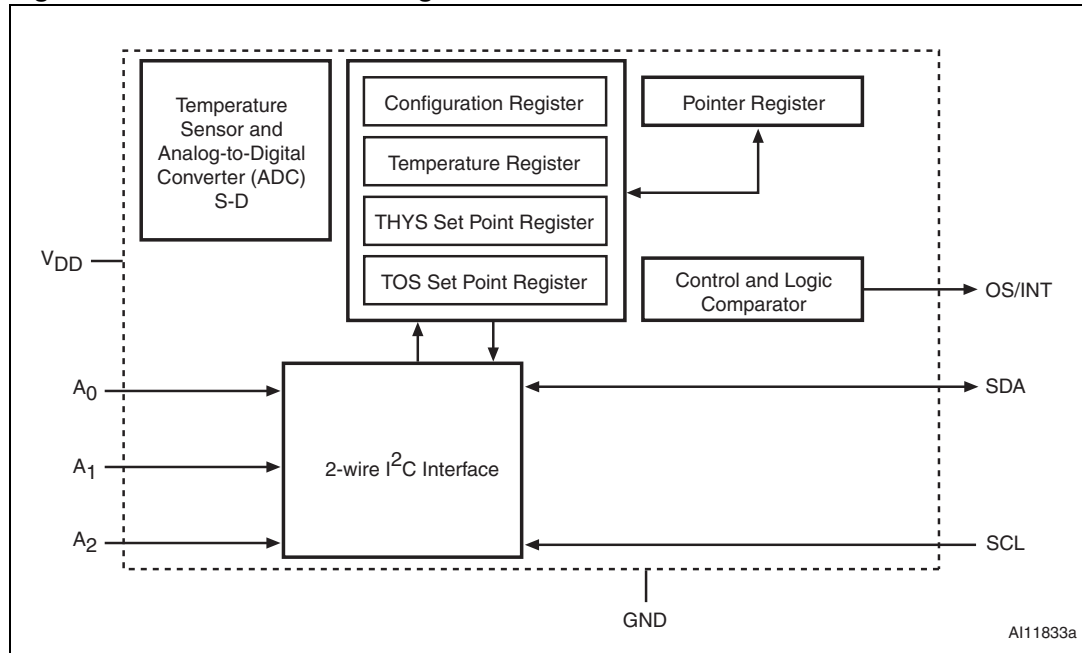 Temperature
Sensor and
Analog-to-Digital
Converter (ADC)
S-D
Configuration Register
Temperature Register
THYS Set Point Register
TOS Set Point Register
Pointer Register
Control and Logic
Comparator
VDD
OS/INT
A0
SDA
A1
2-wire I2C Interface
A2
SCL
GND
AI11833a